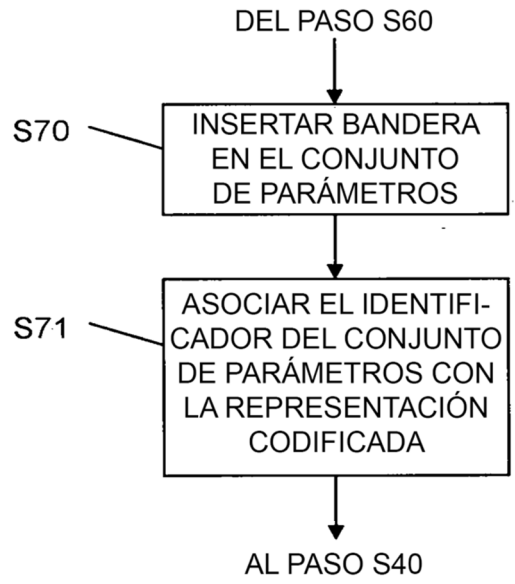 DEL PASO S60
S70
INSERTAR BANDERA
EN EL CONJUNTO
DE PARÁMETROS
S71
ASOCIAR EL IDENTIFI-
CADOR DEL CONJUNTO
DE PARÁMETROS CON
LA REPRESENTACIÓN
CODIFICADA
AL PASO S40